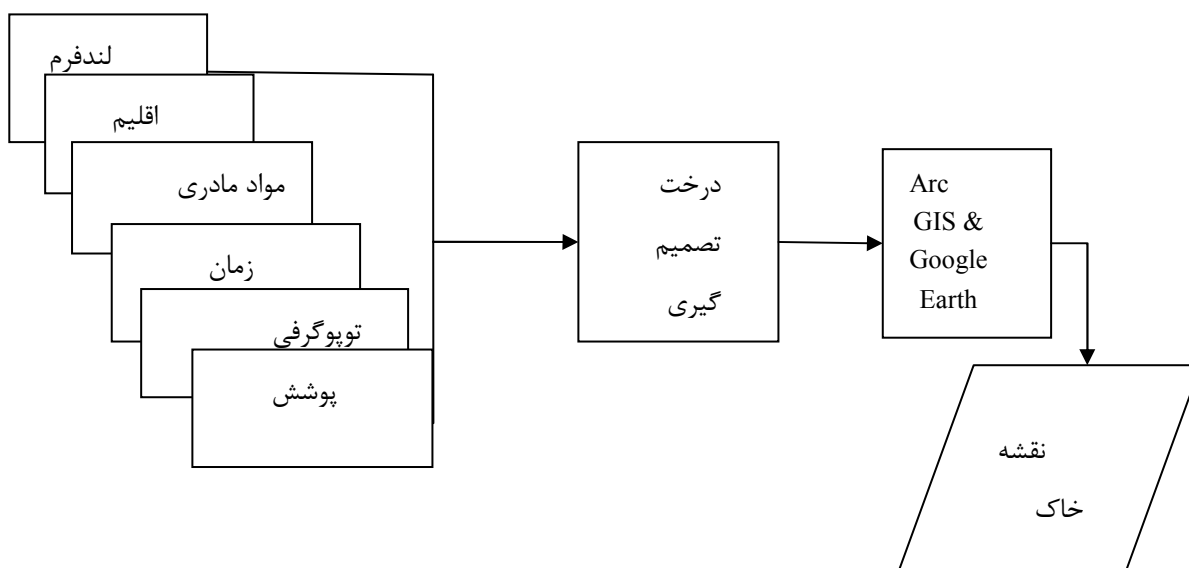 لندفرم
اقلیم
مواد مادری
زمان
توپوگرفی
پوشش
درخت
تصمیم
گیری
Arc
GIS &
Google
Earth
نقشه
خاک